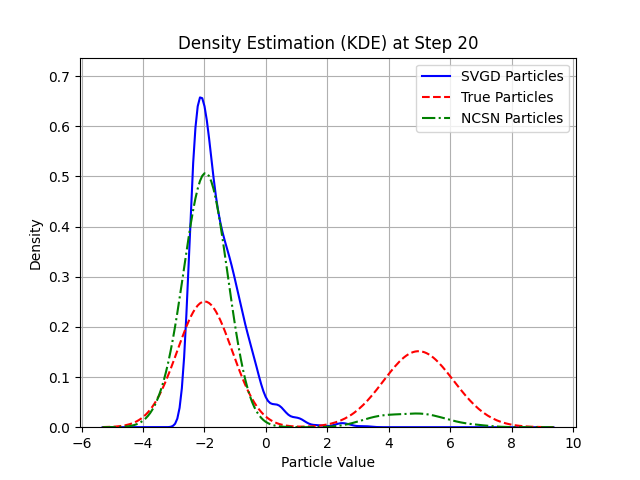 Density Estimation (KDE) at Step 20
SVGD Particles
True Particles
NCSN Particles
Density
0.7
0.6
0.5
0.4
0.3
0.2
0.1
0.0
−6 −4 −2 0 2 4 6 8 10
Particle Value